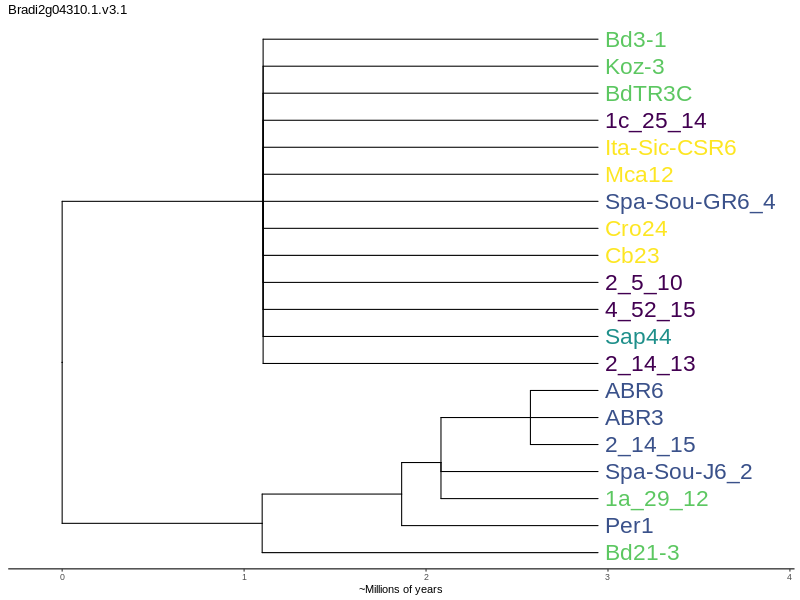 Bradi2g04310.1.v3.1
Bd3-1
Koz-3
BdTR3C
1c_25_14
Ita-Sic-CSR6
Mca12
Spa-Sou-GR6_4
Cro24
Cb23
2_5_10
4_52_15
Sap44
2_14_13
ABR6
ABR3
2_14_15
Spa-Sou-J6_2
1a_29_12
Per1
Bd21-3
0 1 2 3 4
~Millions of years